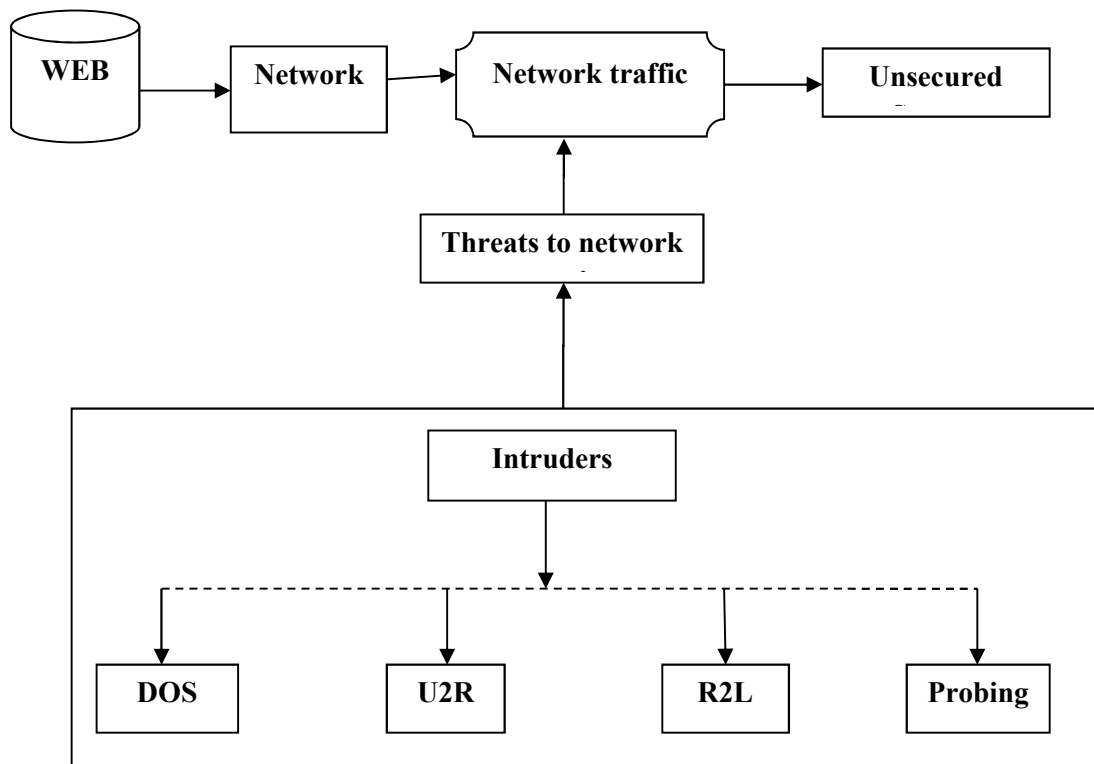 WEB
Network
Network traffic
Unsecured
Threats to network
Intruders
DOS
U2R
R2L
Probing